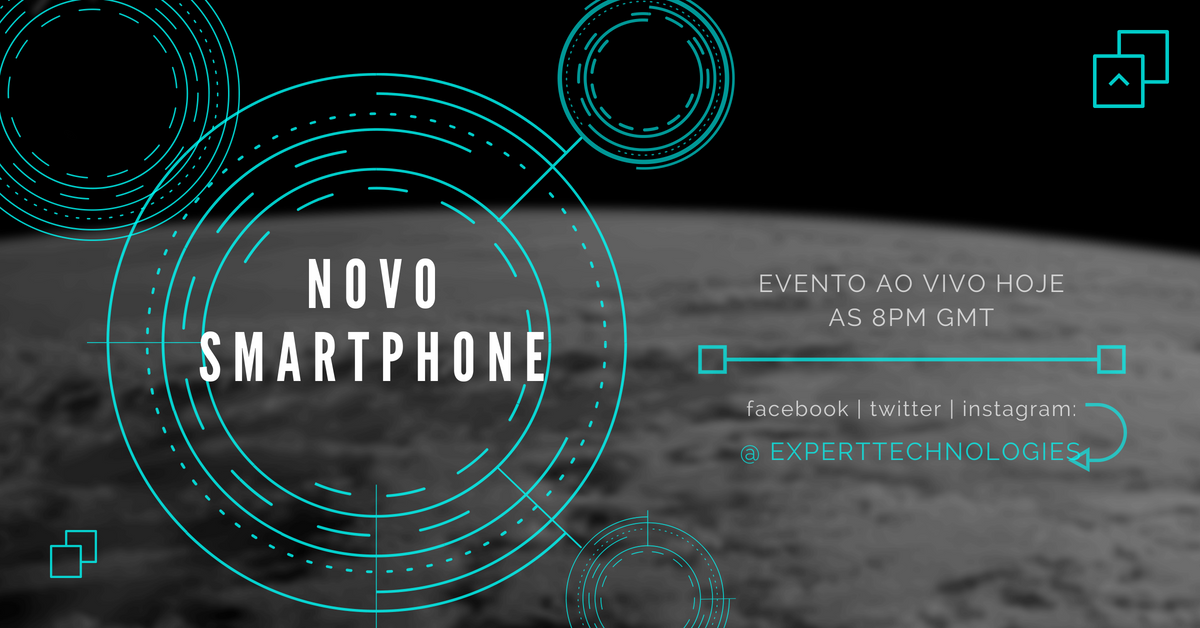 NOVO
SMARTPHONE
EVENTO AO VIVO HOJE
AS 8PM GMT
facebook | twitter | instagram:
@ EXPERTTECHNOLOGIES